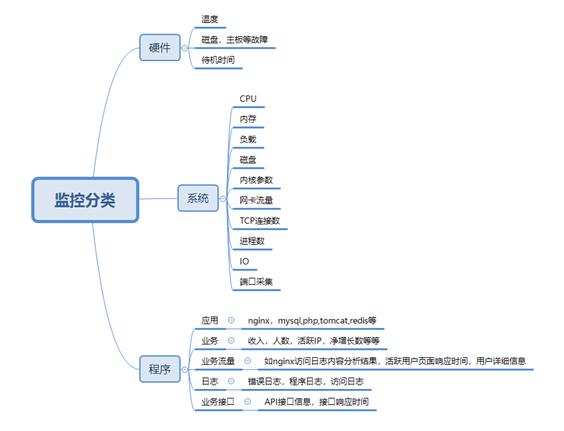 监控分类
硬件
温度
磁盘，主板等故障
待机时间
系统
CPU
内存
负载
磁盘
内核参数
网卡流量
TCP连接数
进程数
IO
端口采集
程序
应用 nginx，mysql,php,tomcat,redis等
业务 收入，人数，活跃IP，净增长数等等
业务流量 如nginx访问日志内容分析结果，活跃用户页面响应时间，用户详细信息
日志 错误日志，程序日志，访问日志
业务接口 API接口信息，接口响应时间